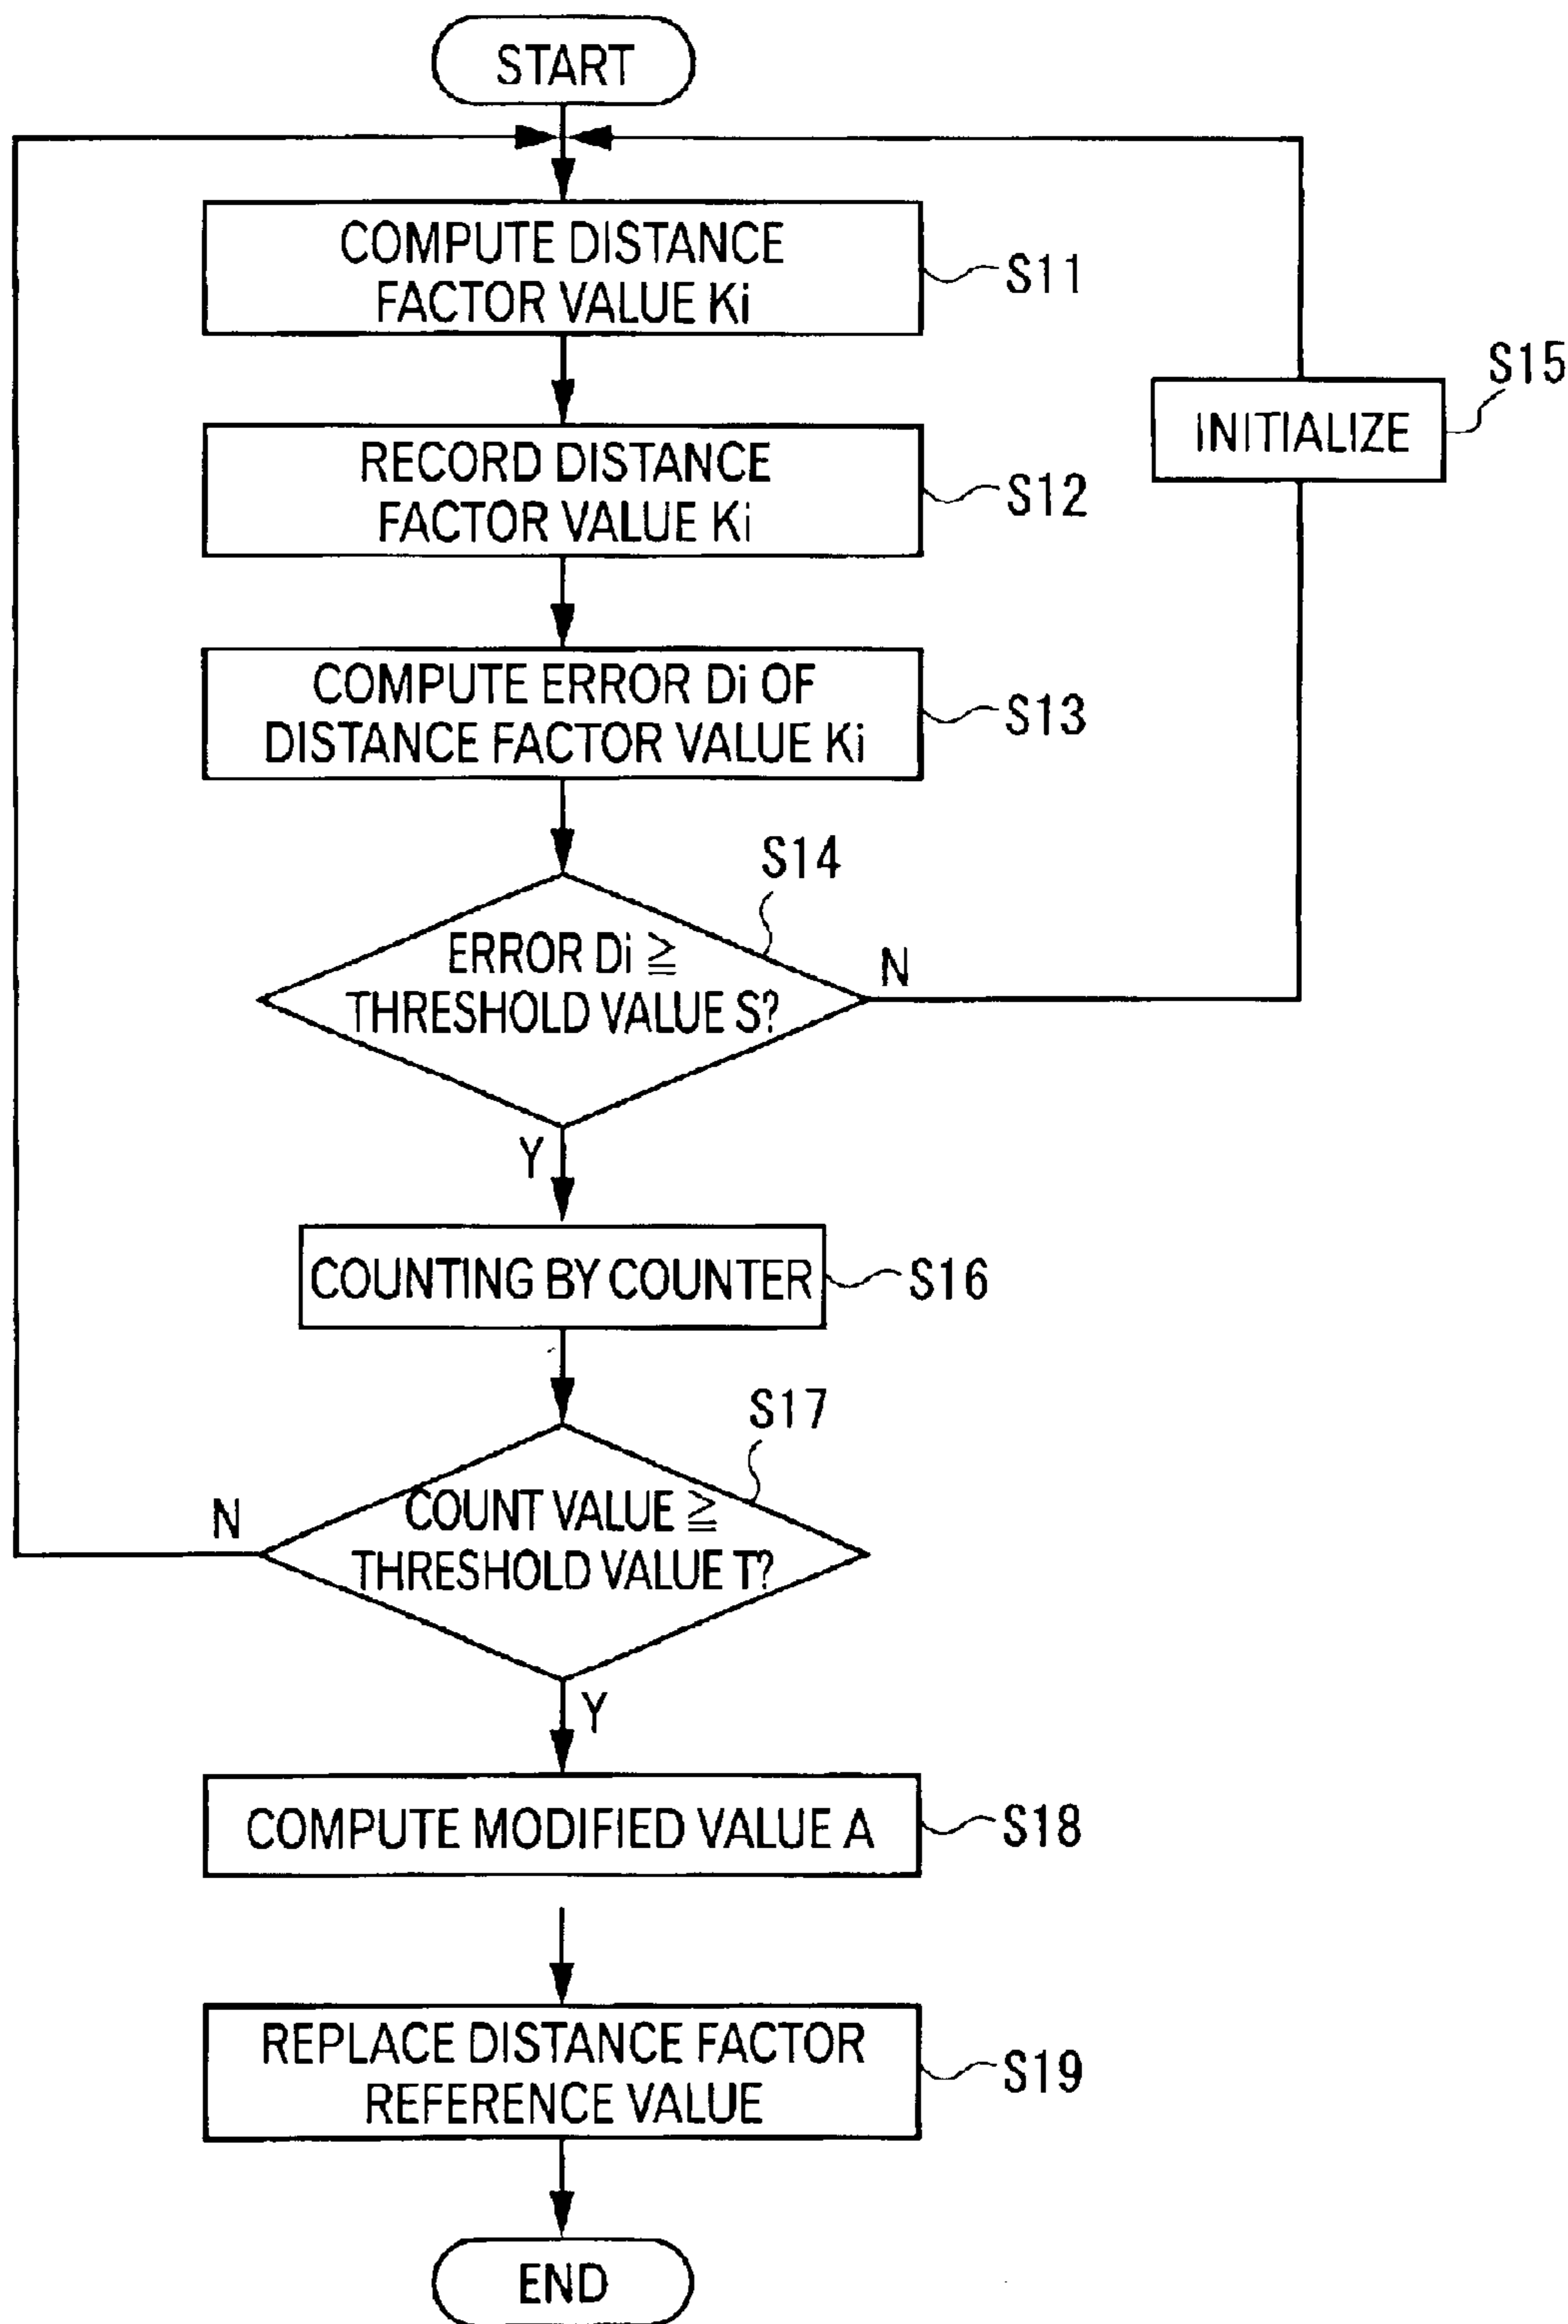 START
COMPUTE DISTANCE
FACTOR VALUE Ki
S11
S15
INITIALIZE
RECORD DISTANCE
FACTOR VALUE Ki
S12
COMPUTE ERROR Di OF
DISTANCE FACTOR VALUE Ki
S13
S14
ERROR Di ≧
THRESHOLD VALUE S?
N
Y
COUNTING BY COUNTER
S16
S17
COUNT VALUE ≧
THRESHOLD VALUE T?
N
Y
COMPUTE MODIFIED VALUE A
S18
REPLACE DISTANCE FACTOR
REFERENCE VALUE
S19
END